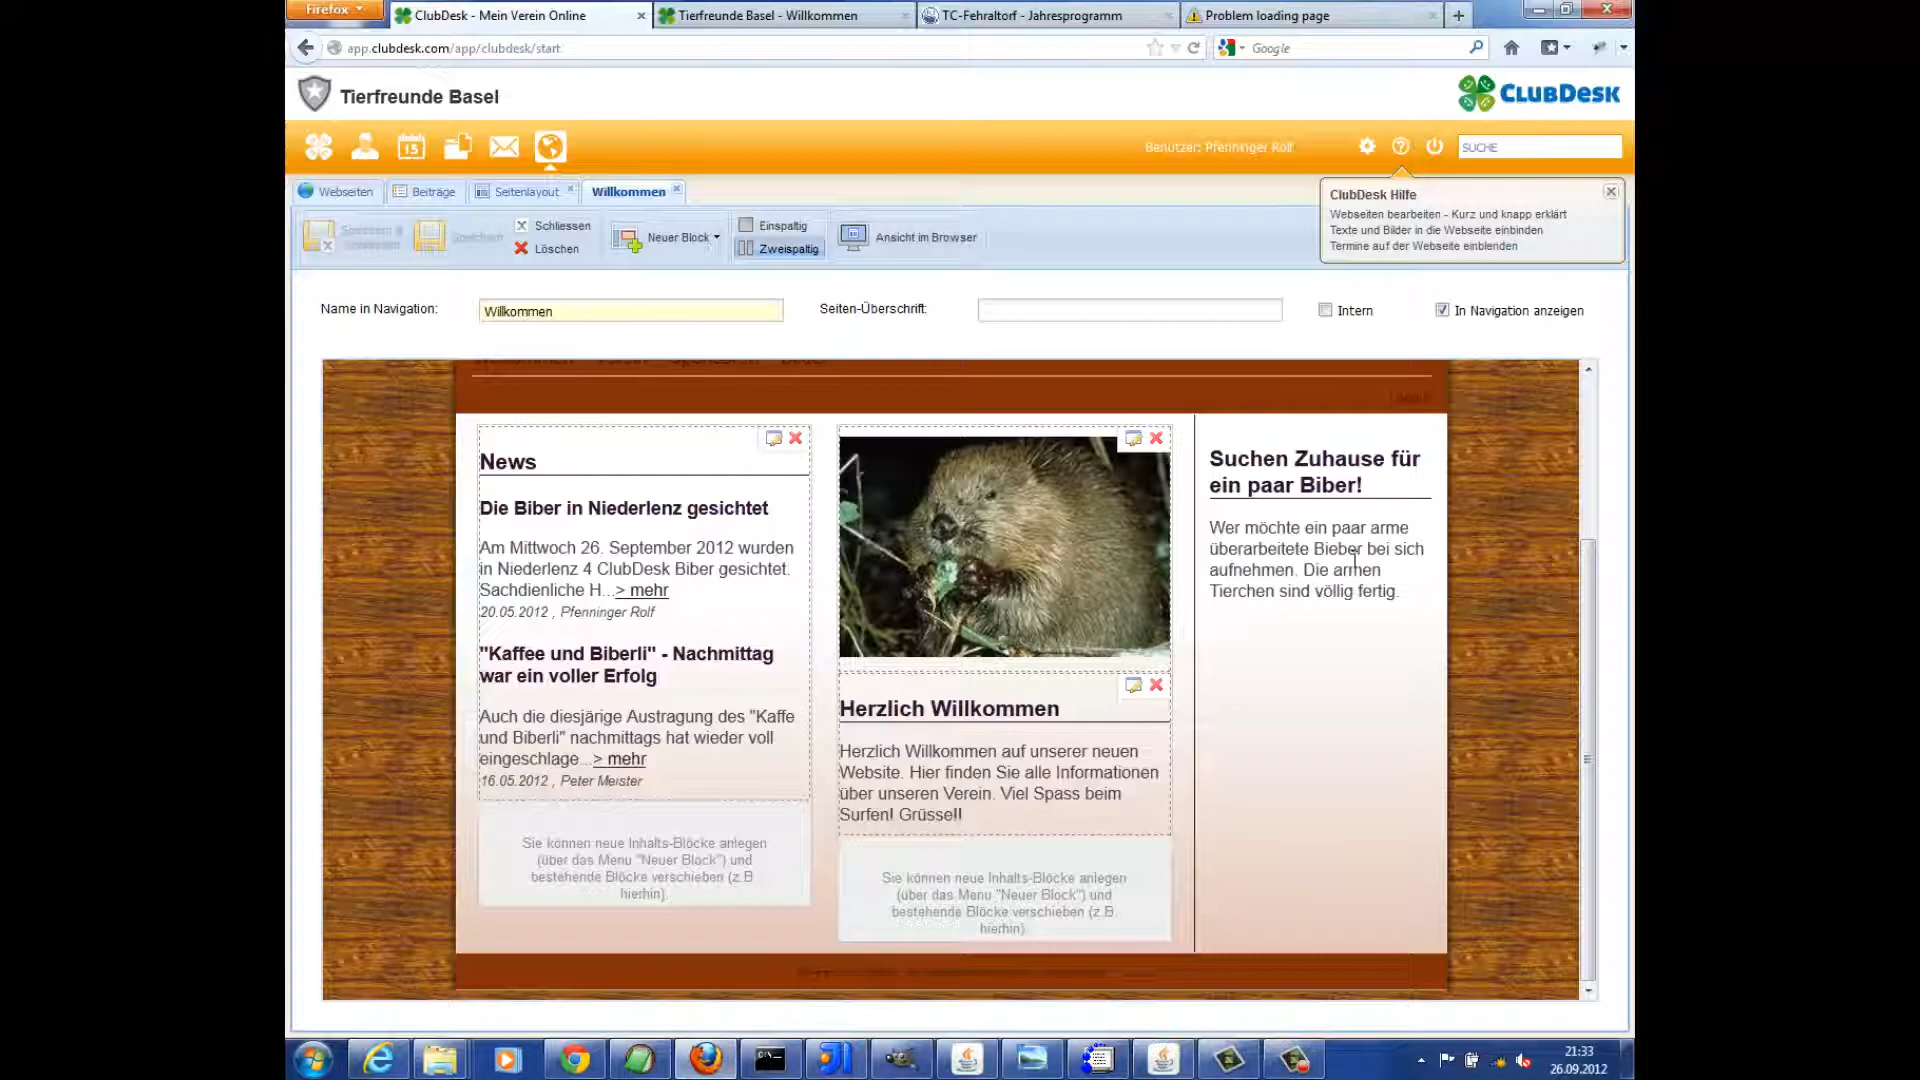 Firefox
ClubDesk - Mein Verein Online
Tierfreunde Basel - Willkommen
TC-Fehraltorf - Jahresprogramm
Problem loading page
app.clubdesk.com/app/clubdesk/start
Google
Tierfreunde Basel
CLUBDESK
15
Benutzer: Pfenninger Rolf
SUCHE
Webseiten
Beiträge
Seitenlayout
Willkommen
ClubDesk Hilfe
Webseiten bearbeiten - Kurz und knapp erklärt
Texte und Bilder in die Webseite einbinden
Termine auf der Webseite einblenden
Speichern
Schliessen
Löschen
Neuer Block
Einspaltig
Zweispaltig
Ansicht im Browser
Name in Navigation:
Willkommen
Seiten-Überschrift:
Intern
In Navigation anzeigen
News
Die Biber in Niederlenz gesichtet
Am Mittwoch 26. September 2012 wurden
in Niederlenz 4 ClubDesk Biber gesichtet.
Sachdienliche H...> mehr
20.05.2012 , Pfenninger Rolf
"Kaffee und Biberli" - Nachmittag
war ein voller Erfolg
Auch die diesjärige Austragung des "Kaffe
und Biberli" nachmittags hat wieder voll
eingeschlage...> mehr
16.05.2012 , Peter Meister
Sie können neue Inhalts-Blöcke anlegen
(über das Menu "Neuer Block") und
bestehende Blöcke verschieben (z.B.
hierhin).
Herzlich Willkommen
Herzlich Willkommen auf unserer neuen
Website. Hier finden Sie alle Informationen
über unseren Verein. Viel Spass beim
Surfen! Grüsse!!
Sie können neue Inhalts-Blöcke anlegen
(über das Menu "Neuer Block") und
bestehende Blöcke verschieben (z.B.
hierhin).
Suchen Zuhause für
ein paar Biber!
Wer möchte ein paar arme
überarbeitete Bieber bei sich
aufnehmen. Die armen
Tierchen sind völlig fertig.
21:33
26.09.2012